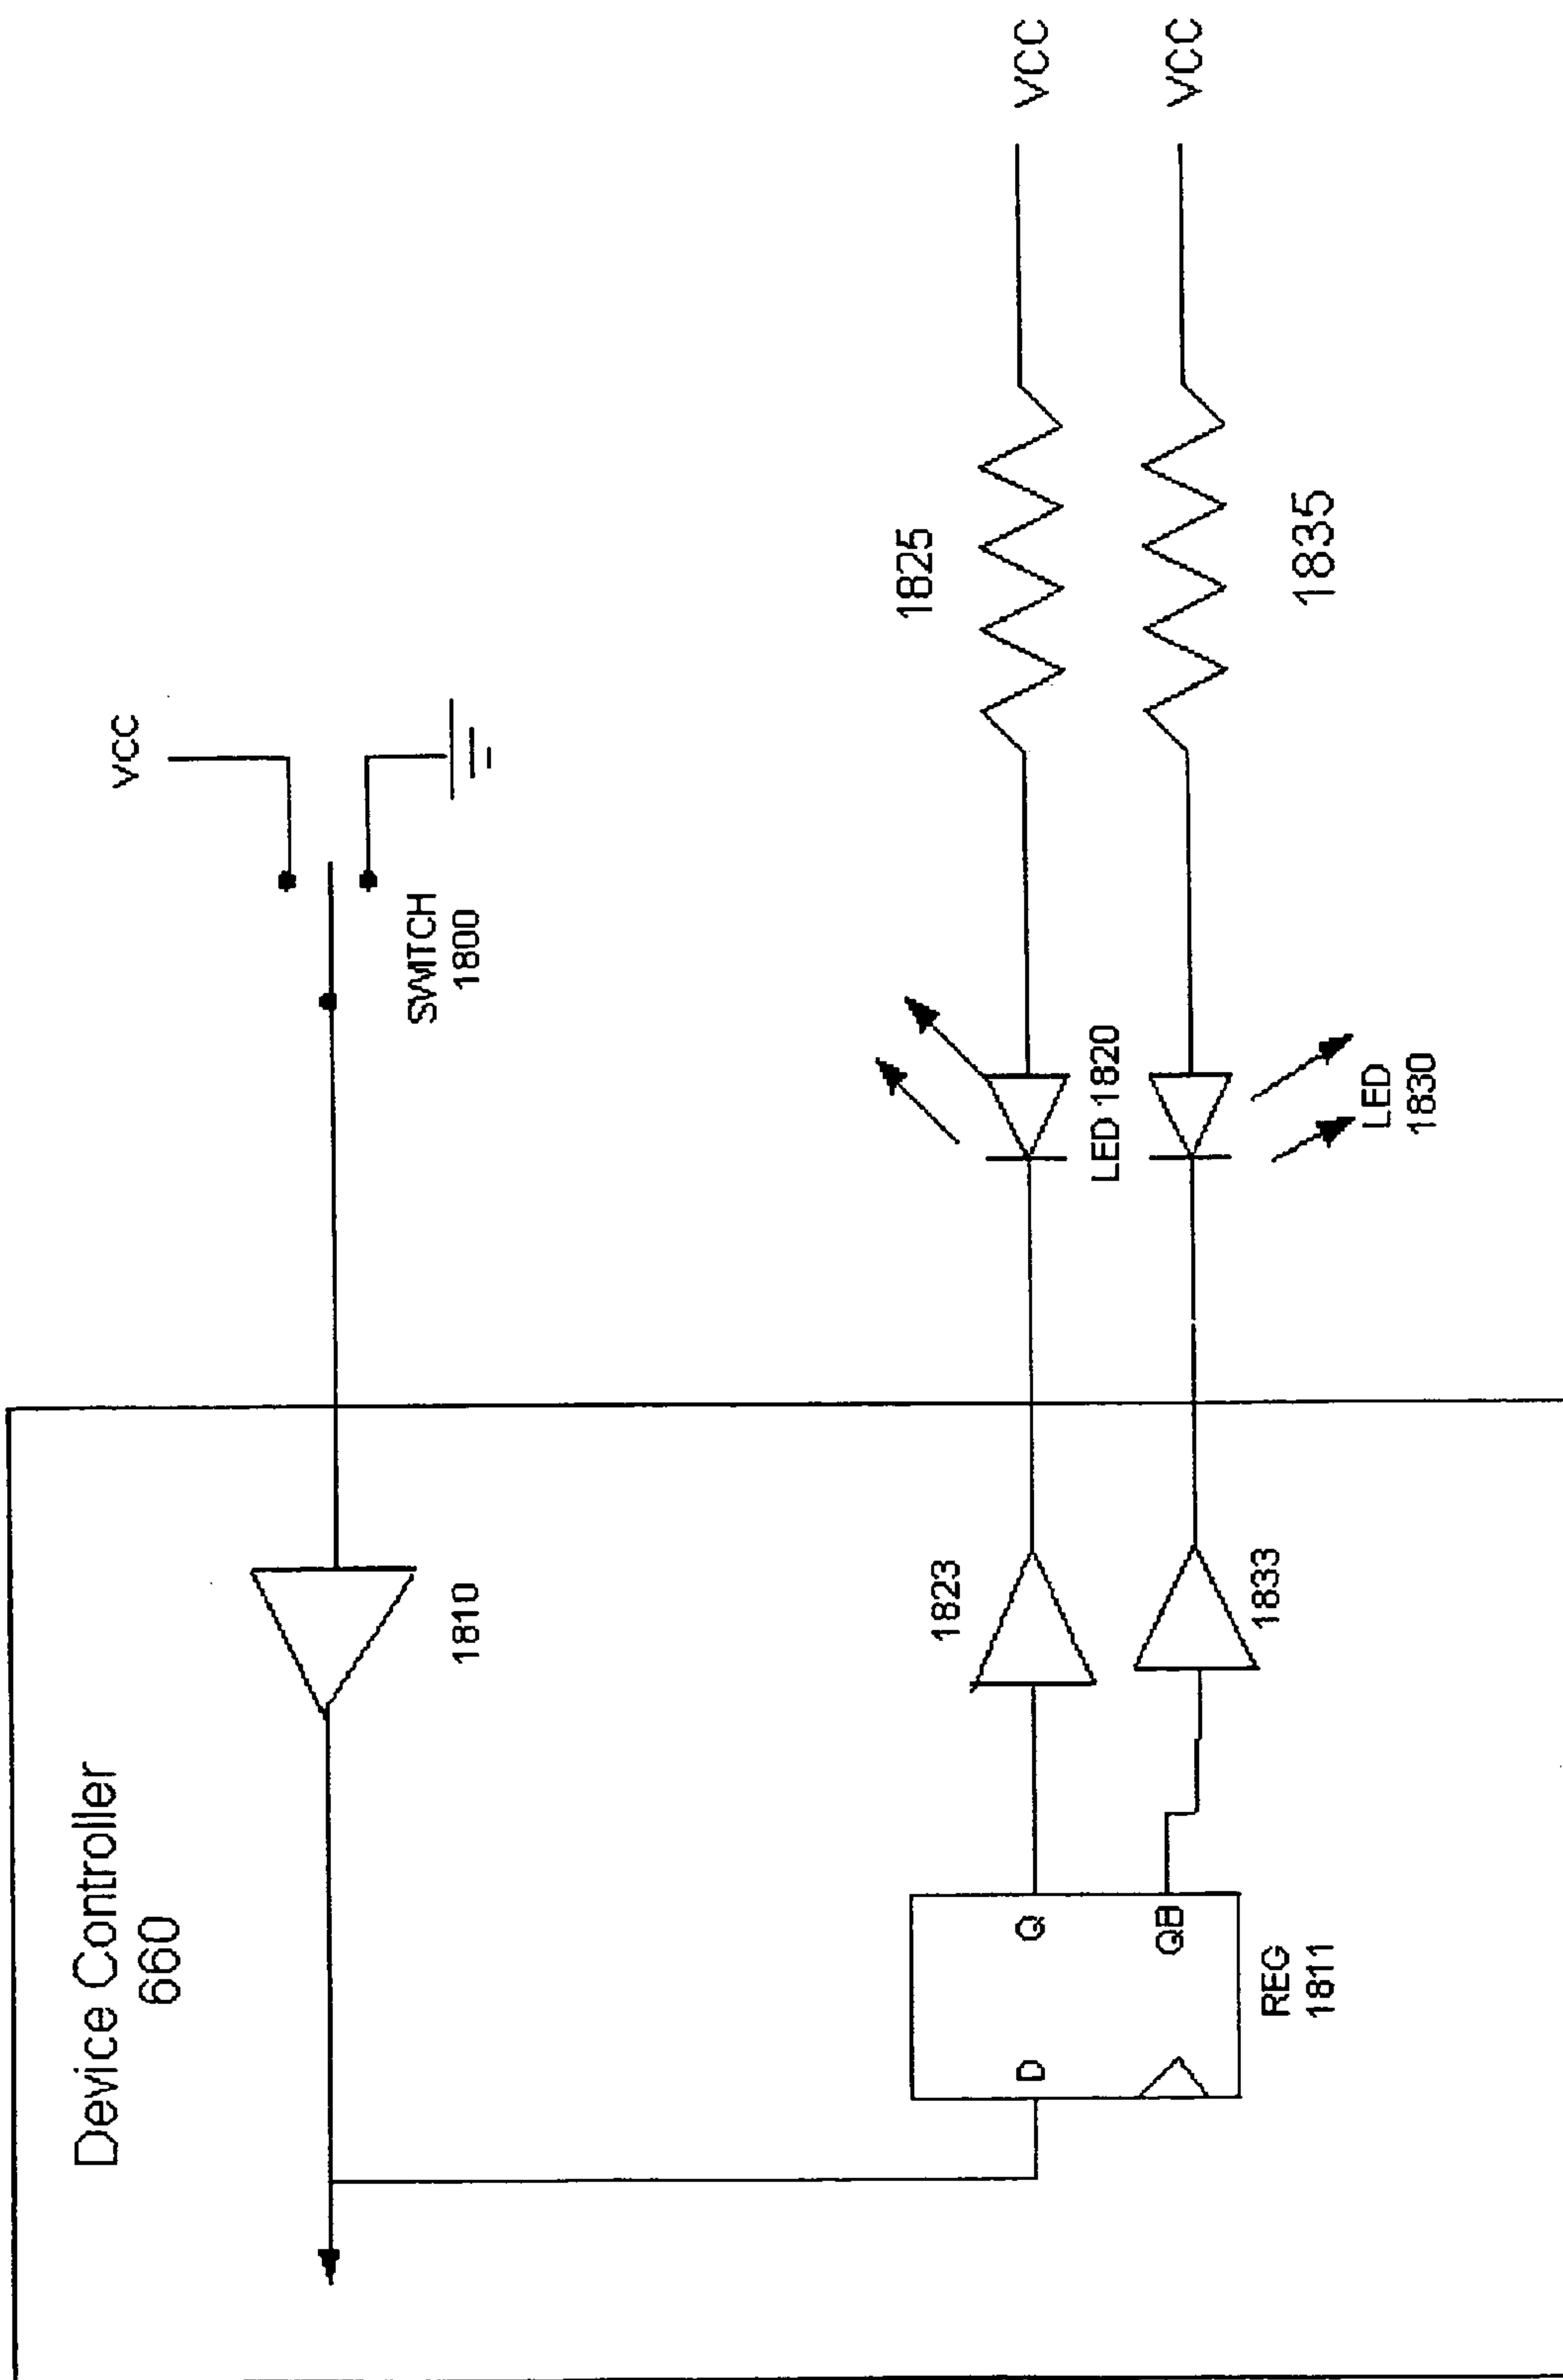 Device Controller
660
VCC
SWITCH
1800
1810
1823
1833
D
Q
QB
REG
1811
LED 1820
LED
1830
1825
1835
VCC
VCC